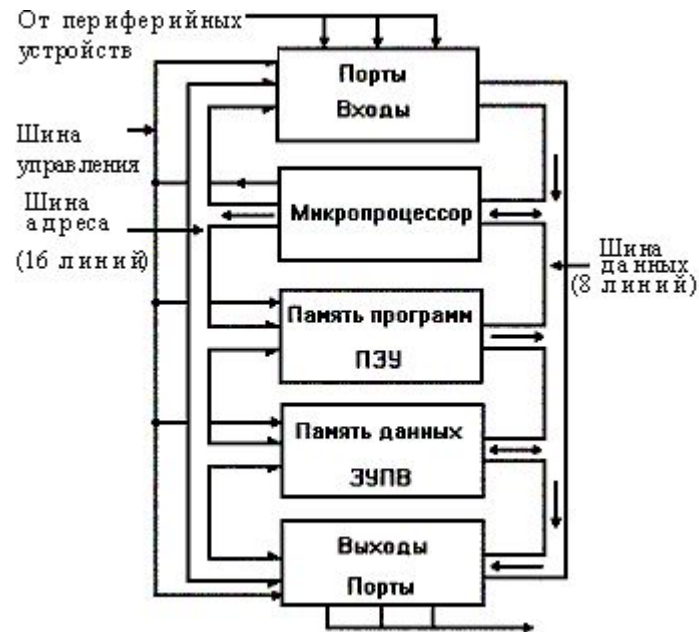 От периферийных
устройств
Порты
Входы
Шина
управления
Шина
адреса
(16 линий)
Микропроцессор
Шина
данных
(8 линий)
Память программ
ПЗУ
Память данных
ЗУПВ
Выходы
Порты